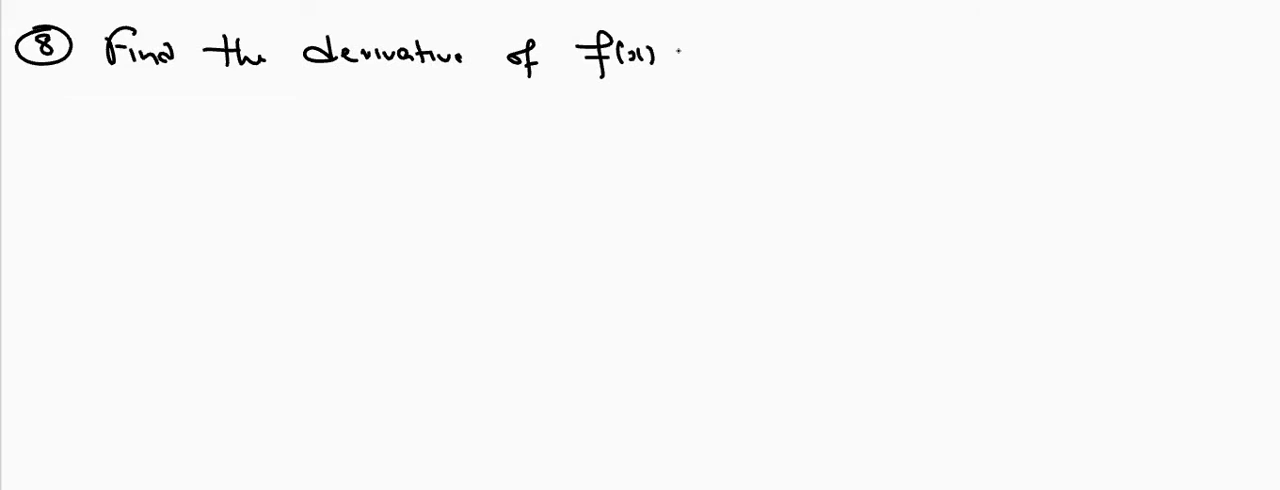 ⑧ Find the derivative of f(x)